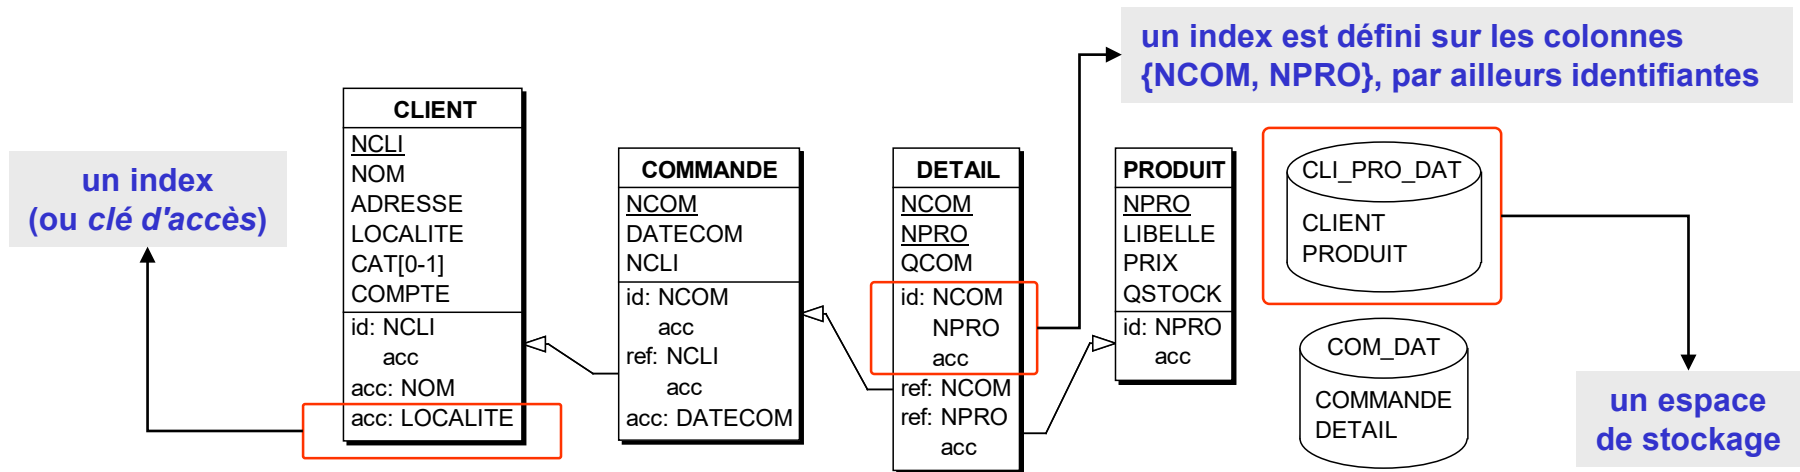 un index est défini sur les colonnes
{NCOM, NPRO}, par ailleurs identifiantes
un index
(ou clé d'accès)
CLIENT
NCLI
NOM
ADRESSE
LOCALITE
CAT[0-1]
COMPTE
id: NCLI
acc
acc: NOM
acc: LOCALITE
COMMANDE
NCOM
DATECOM
NCLI
id: NCOM
acc
ref: NCLI
acc
acc: DATECOM
DETAIL
NCOM
NPRO
QCOM
id: NCOM
NPRO
acc
ref: NCOM
ref: NPRO
acc
PRODUIT
NPRO
LIBELLE
PRIX
QSTOCK
id: NPRO
acc
CLI_PRO_DAT
CLIENT
PRODUIT
COM_DAT
COMMANDE
DETAIL
un espace
de stockage